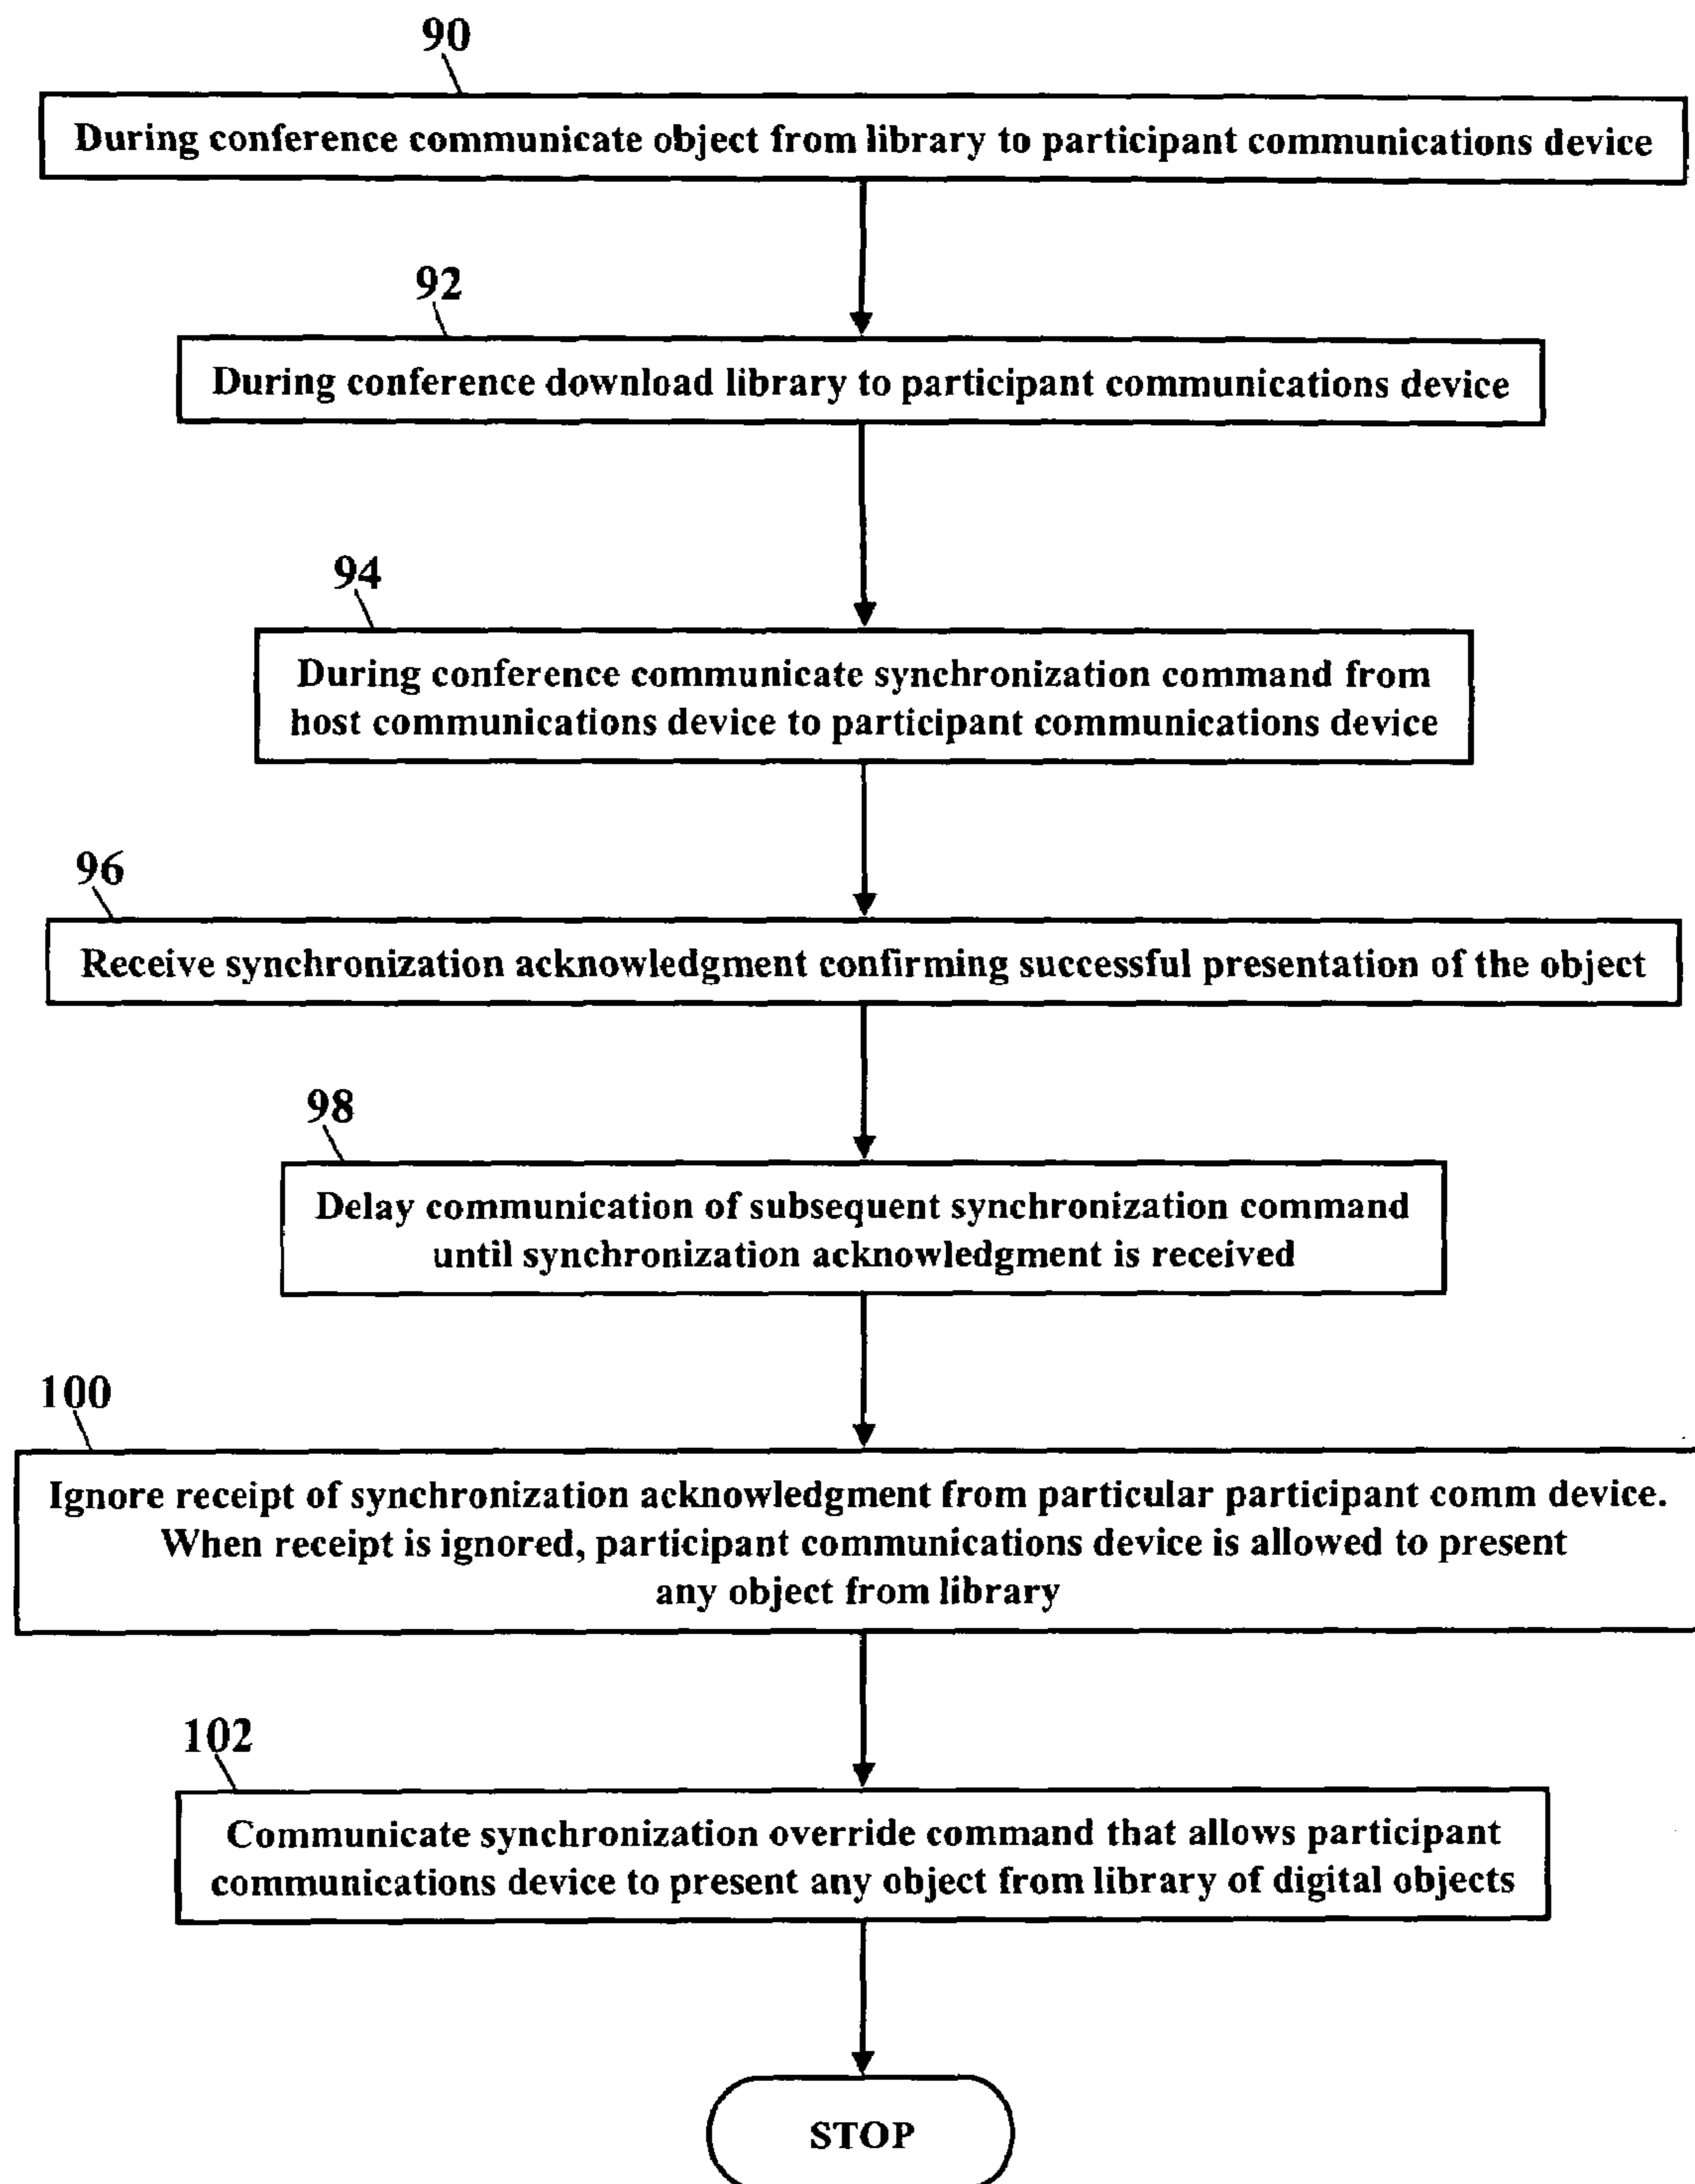 90
During conference communicate object from library to participant communications device
92
During conference download library to participant communications device
94
During conference communicate synchronization command from
host communications device to participant communications device
96
Receive synchronization acknowledgment confirming successful presentation of the object
98
Delay communication of subsequent synchronization command
until synchronization acknowledgment is received
100
Ignore receipt of synchronization acknowledgment from particular participant comm device.
When receipt is ignored, participant communications device is allowed to present
any object from library
102
Communicate synchronization override command that allows participant
communications device to present any object from library of digital objects
STOP